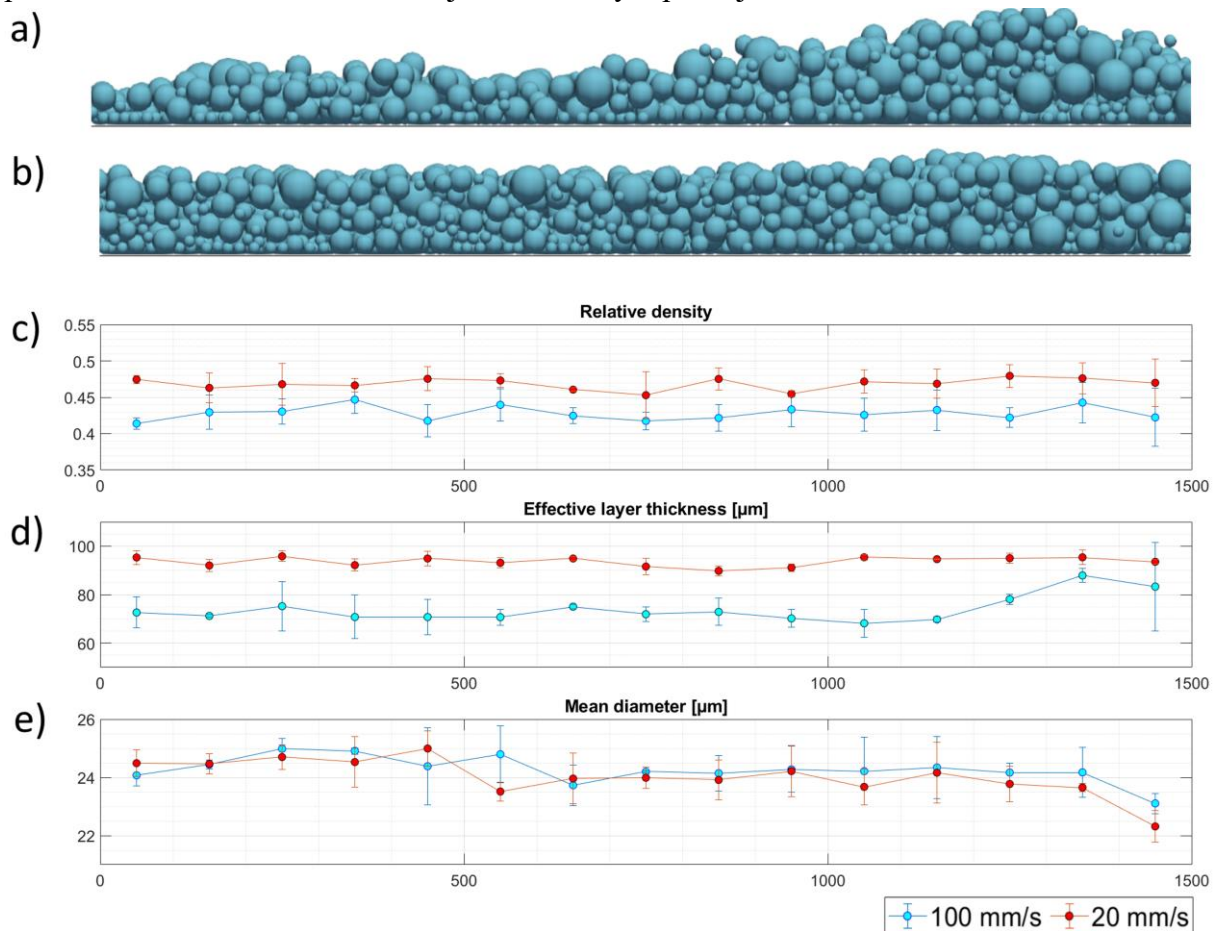 a)
b)
c)
Relative density
0.55
0.5
0.45
0.4
0.35
0 500 1000 1500
d)
Effective layer thickness [µm]
100
80
60
0 500 1000 1500
e)
Mean diameter [µm]
26
24
22
0 500 1000 1500
100 mm/s 20 mm/s